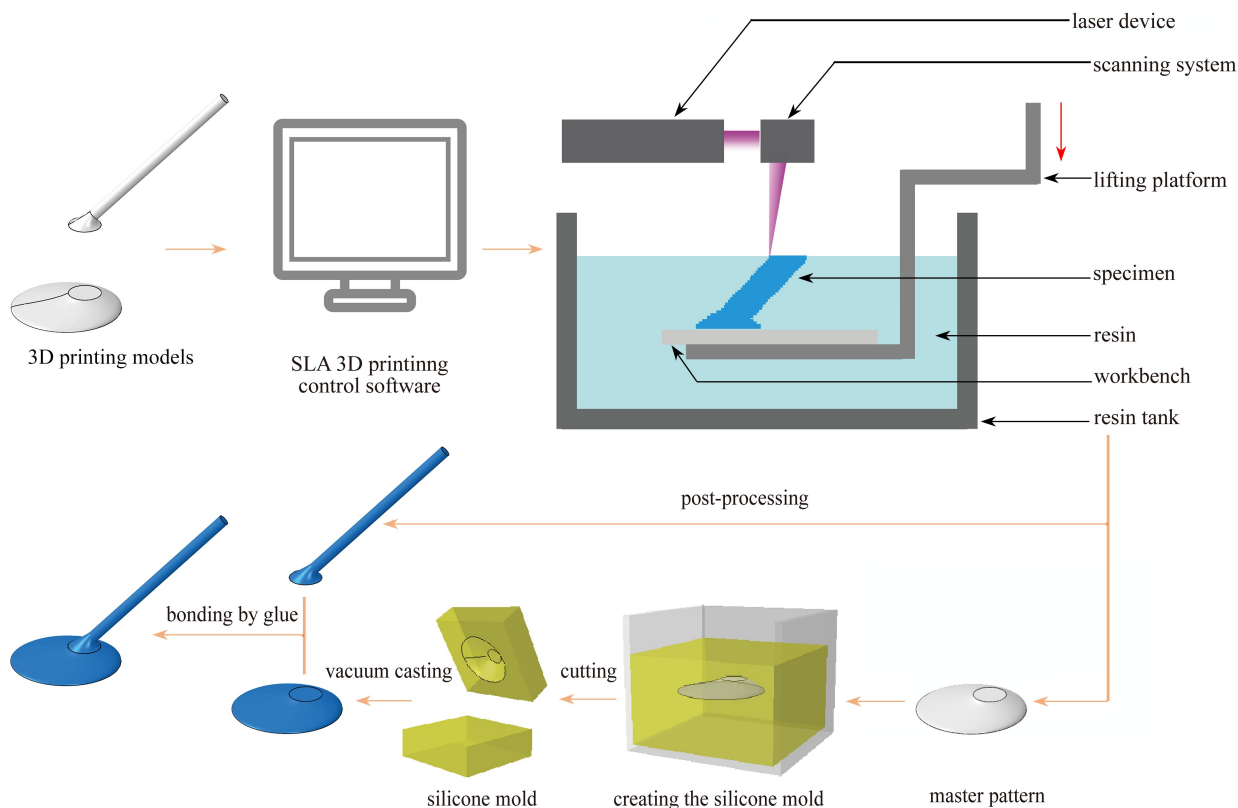 laser device
scanning system
lifting platform
specimen
resin
workbench
resin tank
3D printing models
SLA 3D printinng
control software
post-processing
bonding by glue
vacuum casting
cutting
silicone mold
creating the silicone mold
master pattern